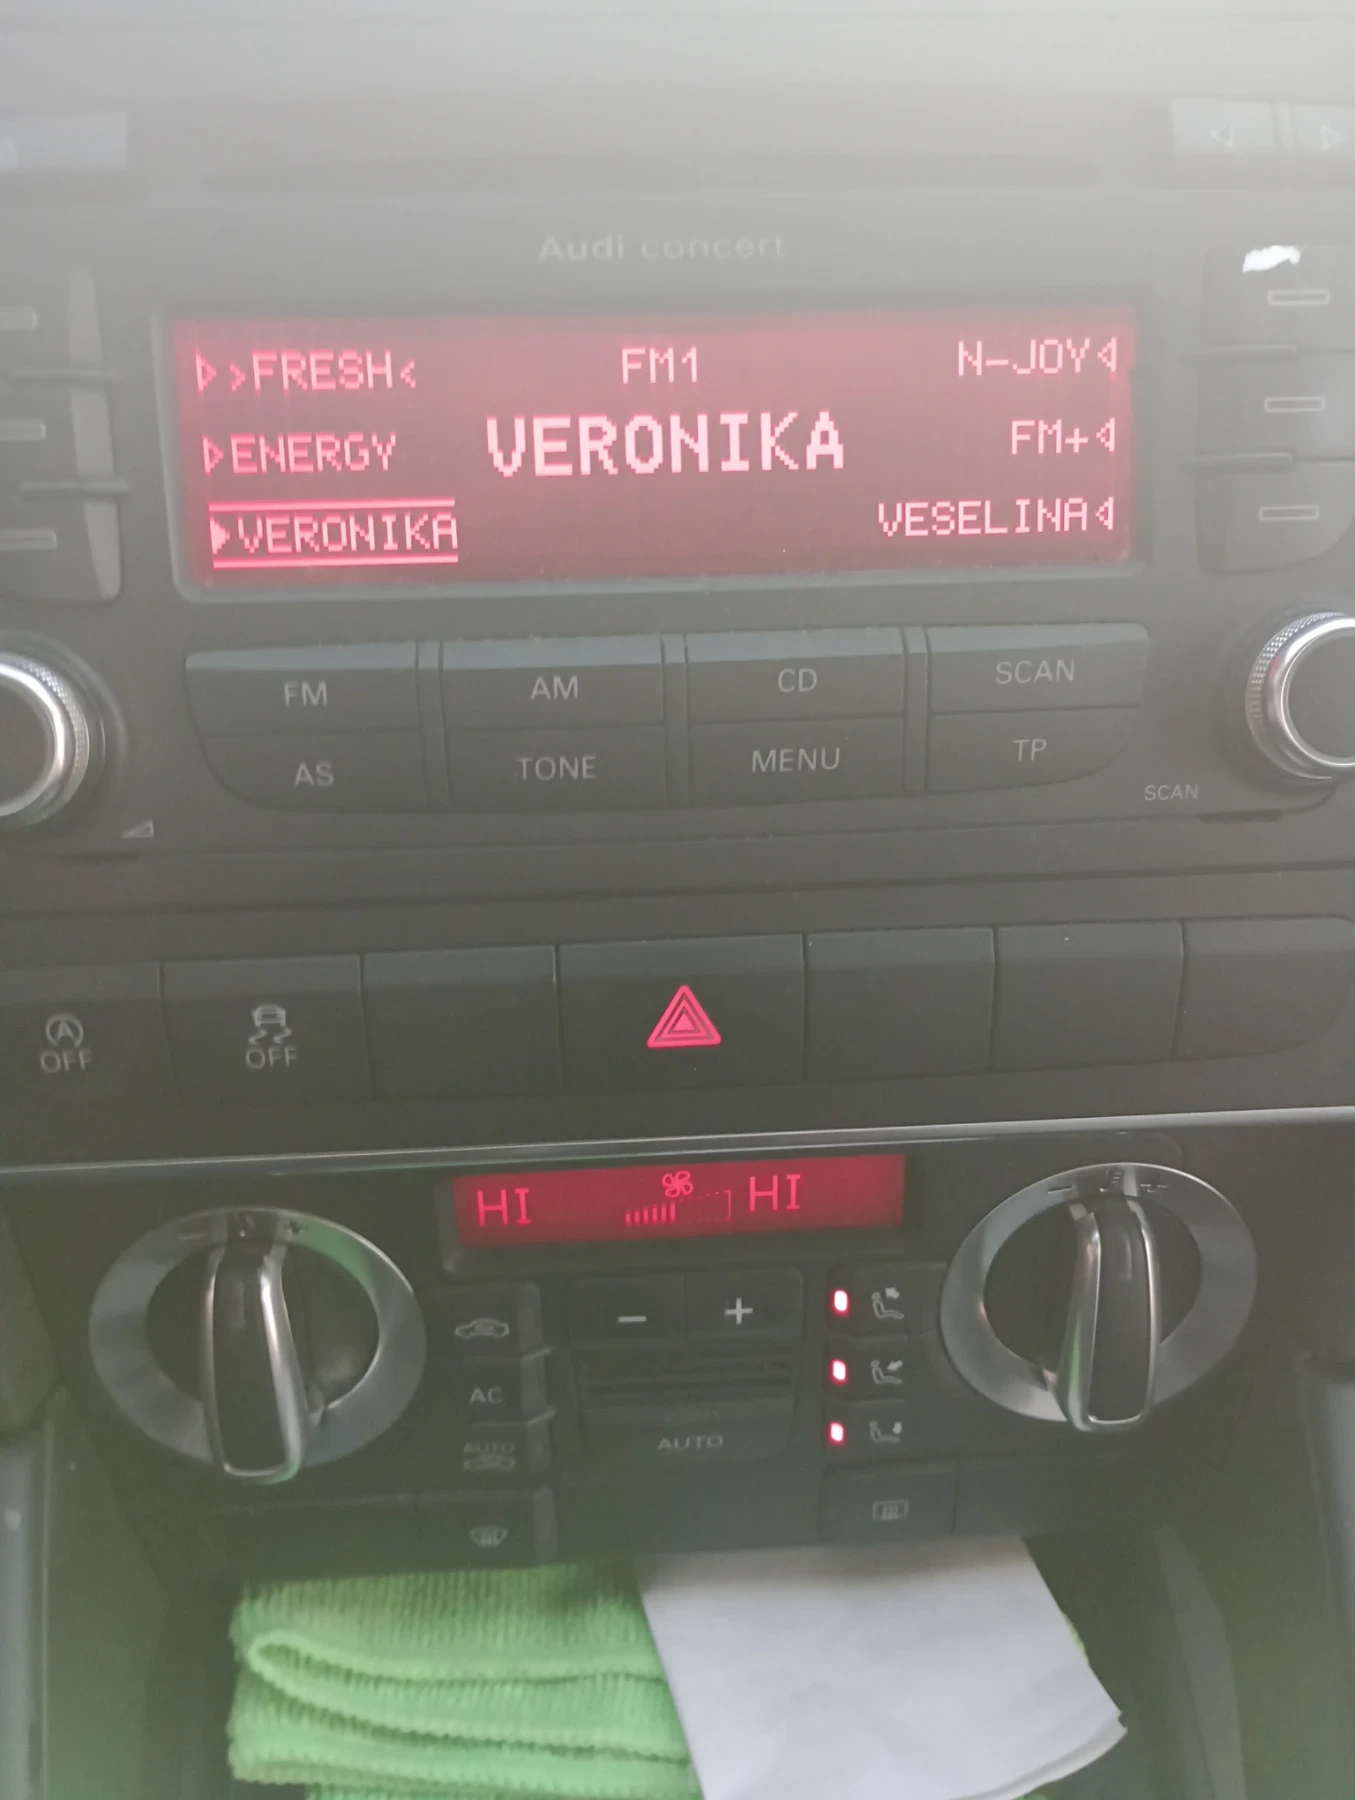 Audi concert
>FRESH< FM1 N-JOY
ENERGY VERONIKA FM+
VERONIKA VESELINA
FM AM CD SCAN
AS TONE MENU TP
SCAN
A OFF OFF
HI HI
- + - +
- +
AC
AUTO AUTO